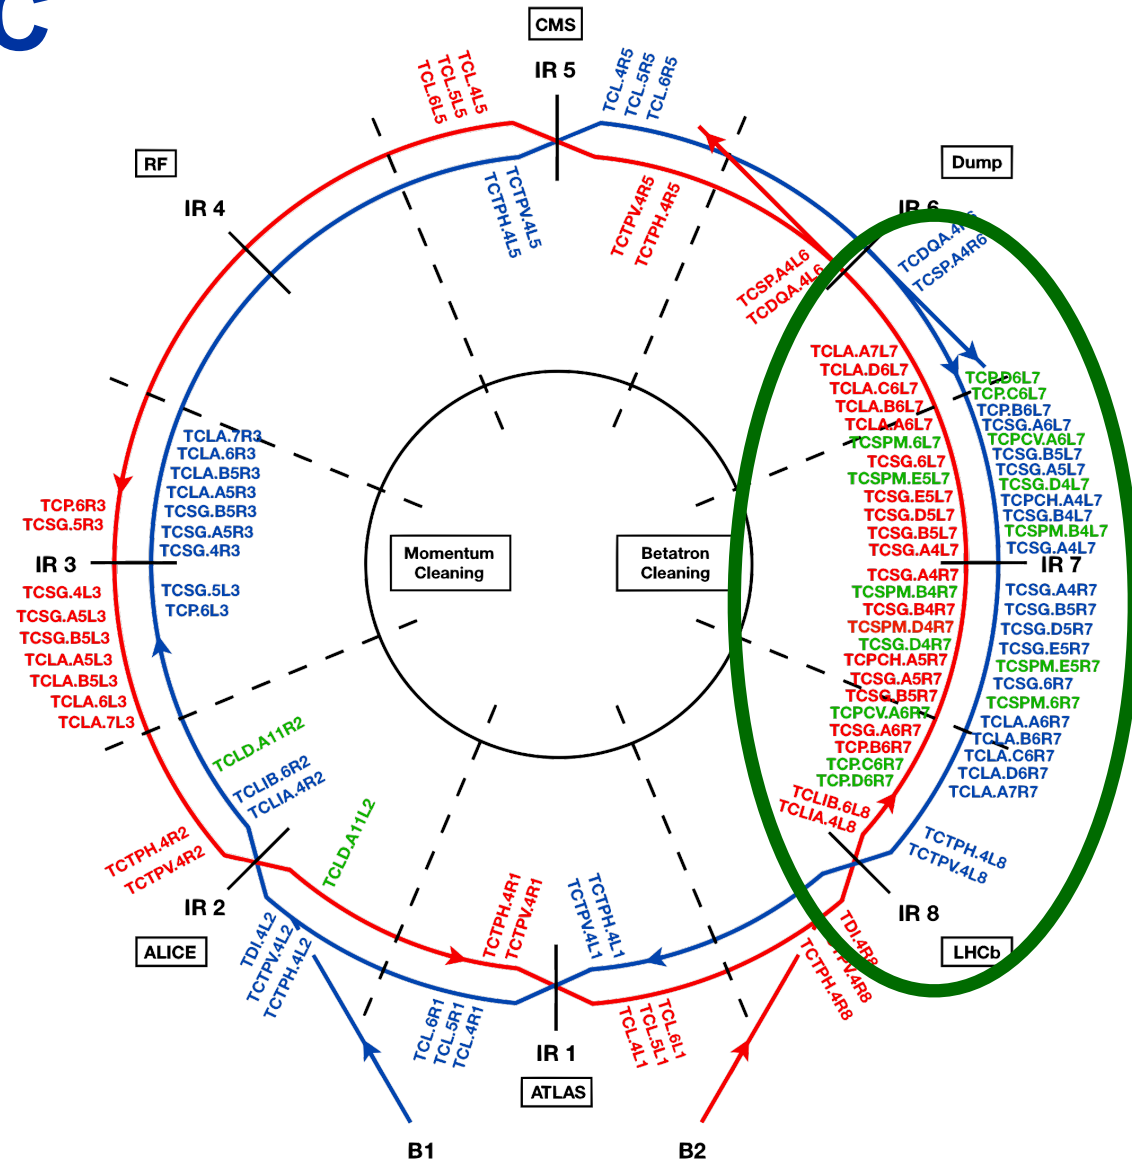 C
CMS
IR 5
TCL.6L5
TCL.5L5
TCL.4L5
TCL.4R5
TCL.5R5
TCL.6R5
RF
IR 4
Dump
IR 6
TCTPH.4L5
TCTPV.4L5
TCTPV.4R5
TCTPH.4R5
TCSP.A4L6
TCDQA.4L6
TCDQA.4R6
TCSP.A4R6
TCLA.A7L7
TCLA.D6L7
TCLA.C6L7
TCLA.B6L7
TCLA.A6L7
TCSPM.6L7
TCSG.6L7
TCSPM.E5L7
TCSG.E5L7
TCSG.D5L7
TCSG.B5L7
TCSG.A4L7
TCP.D6L7
TCP.C6L7
TCP.B6L7
TCSG.A6L7
TCPCV.A6L7
TCSG.B5L7
TCSG.A5L7
TCSG.D4L7
TCPCH.A4L7
TCSG.B4L7
TCSPM.B4L7
TCSG.A4L7
TCLA.7R3
TCLA.6R3
TCLA.B5R3
TCLA.A5R3
TCSG.B5R3
TCSG.A5R3
TCSG.4R3
TCP.6R3
TCSG.5R3
IR 3
Momentum
Cleaning
Betatron
Cleaning
IR 7
TCSG.4L3
TCSG.A5L3
TCSG.B5L3
TCLA.A5L3
TCLA.B5L3
TCLA.6L3
TCLA.7L3
TCSG.5L3
TCP.6L3
TCSG.A4R7
TCSPM.B4R7
TCSG.B4R7
TCSPM.D4R7
TCSG.D4R7
TCPCH.A5R7
TCSG.A5R7
TCSG.B5R7
TCPCV.A6R7
TCSG.A6R7
TCP.B6R7
TCP.C6R7
TCP.D6R7
TCSG.A4R7
TCSG.B5R7
TCSG.D5R7
TCSG.E5R7
TCSPM.E5R7
TCSG.6R7
TCSPM.6R7
TCLA.A6R7
TCLA.B6R7
TCLA.C6R7
TCLA.D6R7
TCLA.A7R7
TCLD.A11R2
TCLIB.6R2
TCLIA.4R2
TCLD.A11L2
TCLIB.6L8
TCLIA.4L8
TCTPH.4R2
TCTPV.4R2
TCTPH.4L8
TCTPV.4L8
IR 2
IR 8
ALICE
LHCb
TDI.4L2
TCTPV.4L2
TCTPH.4L2
TCTPH.4R1
TCTPV.4R1
TCTPV.4L1
TCTPH.4L1
TDI.4R8
TCTPH.4R8
TCL.6R1
TCL.5R1
TCL.4R1
TCL.4L1
TCL.5L1
TCL.6L1
IR 1
ATLAS
B1
B2